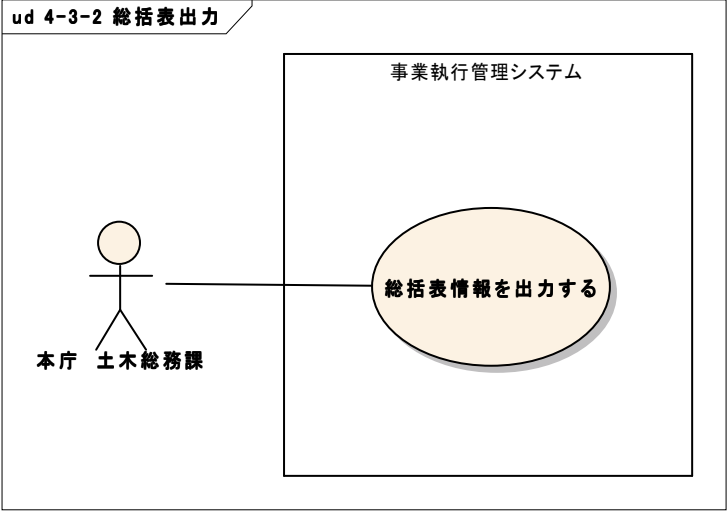 ud 4-3-2 総括表出力
事業執行管理システム
総括表情報を出力する
本庁　土木総務課